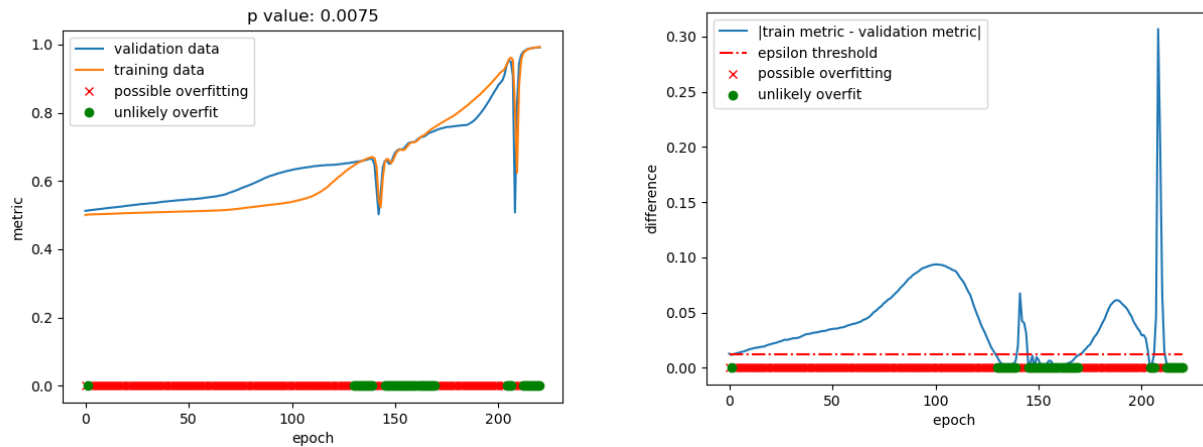 p value: 0.0075
validation data
training data
possible overfitting
unlikely overfit
1.0
0.8
0.6
0.4
0.2
0.0
metric
0 50 100 150 200
epoch
|train metric - validation metric|
epsilon threshold
possible overfitting
unlikely overfit
0.30
0.25
0.20
0.15
0.10
0.05
0.00
difference
0 50 100 150 200
epoch